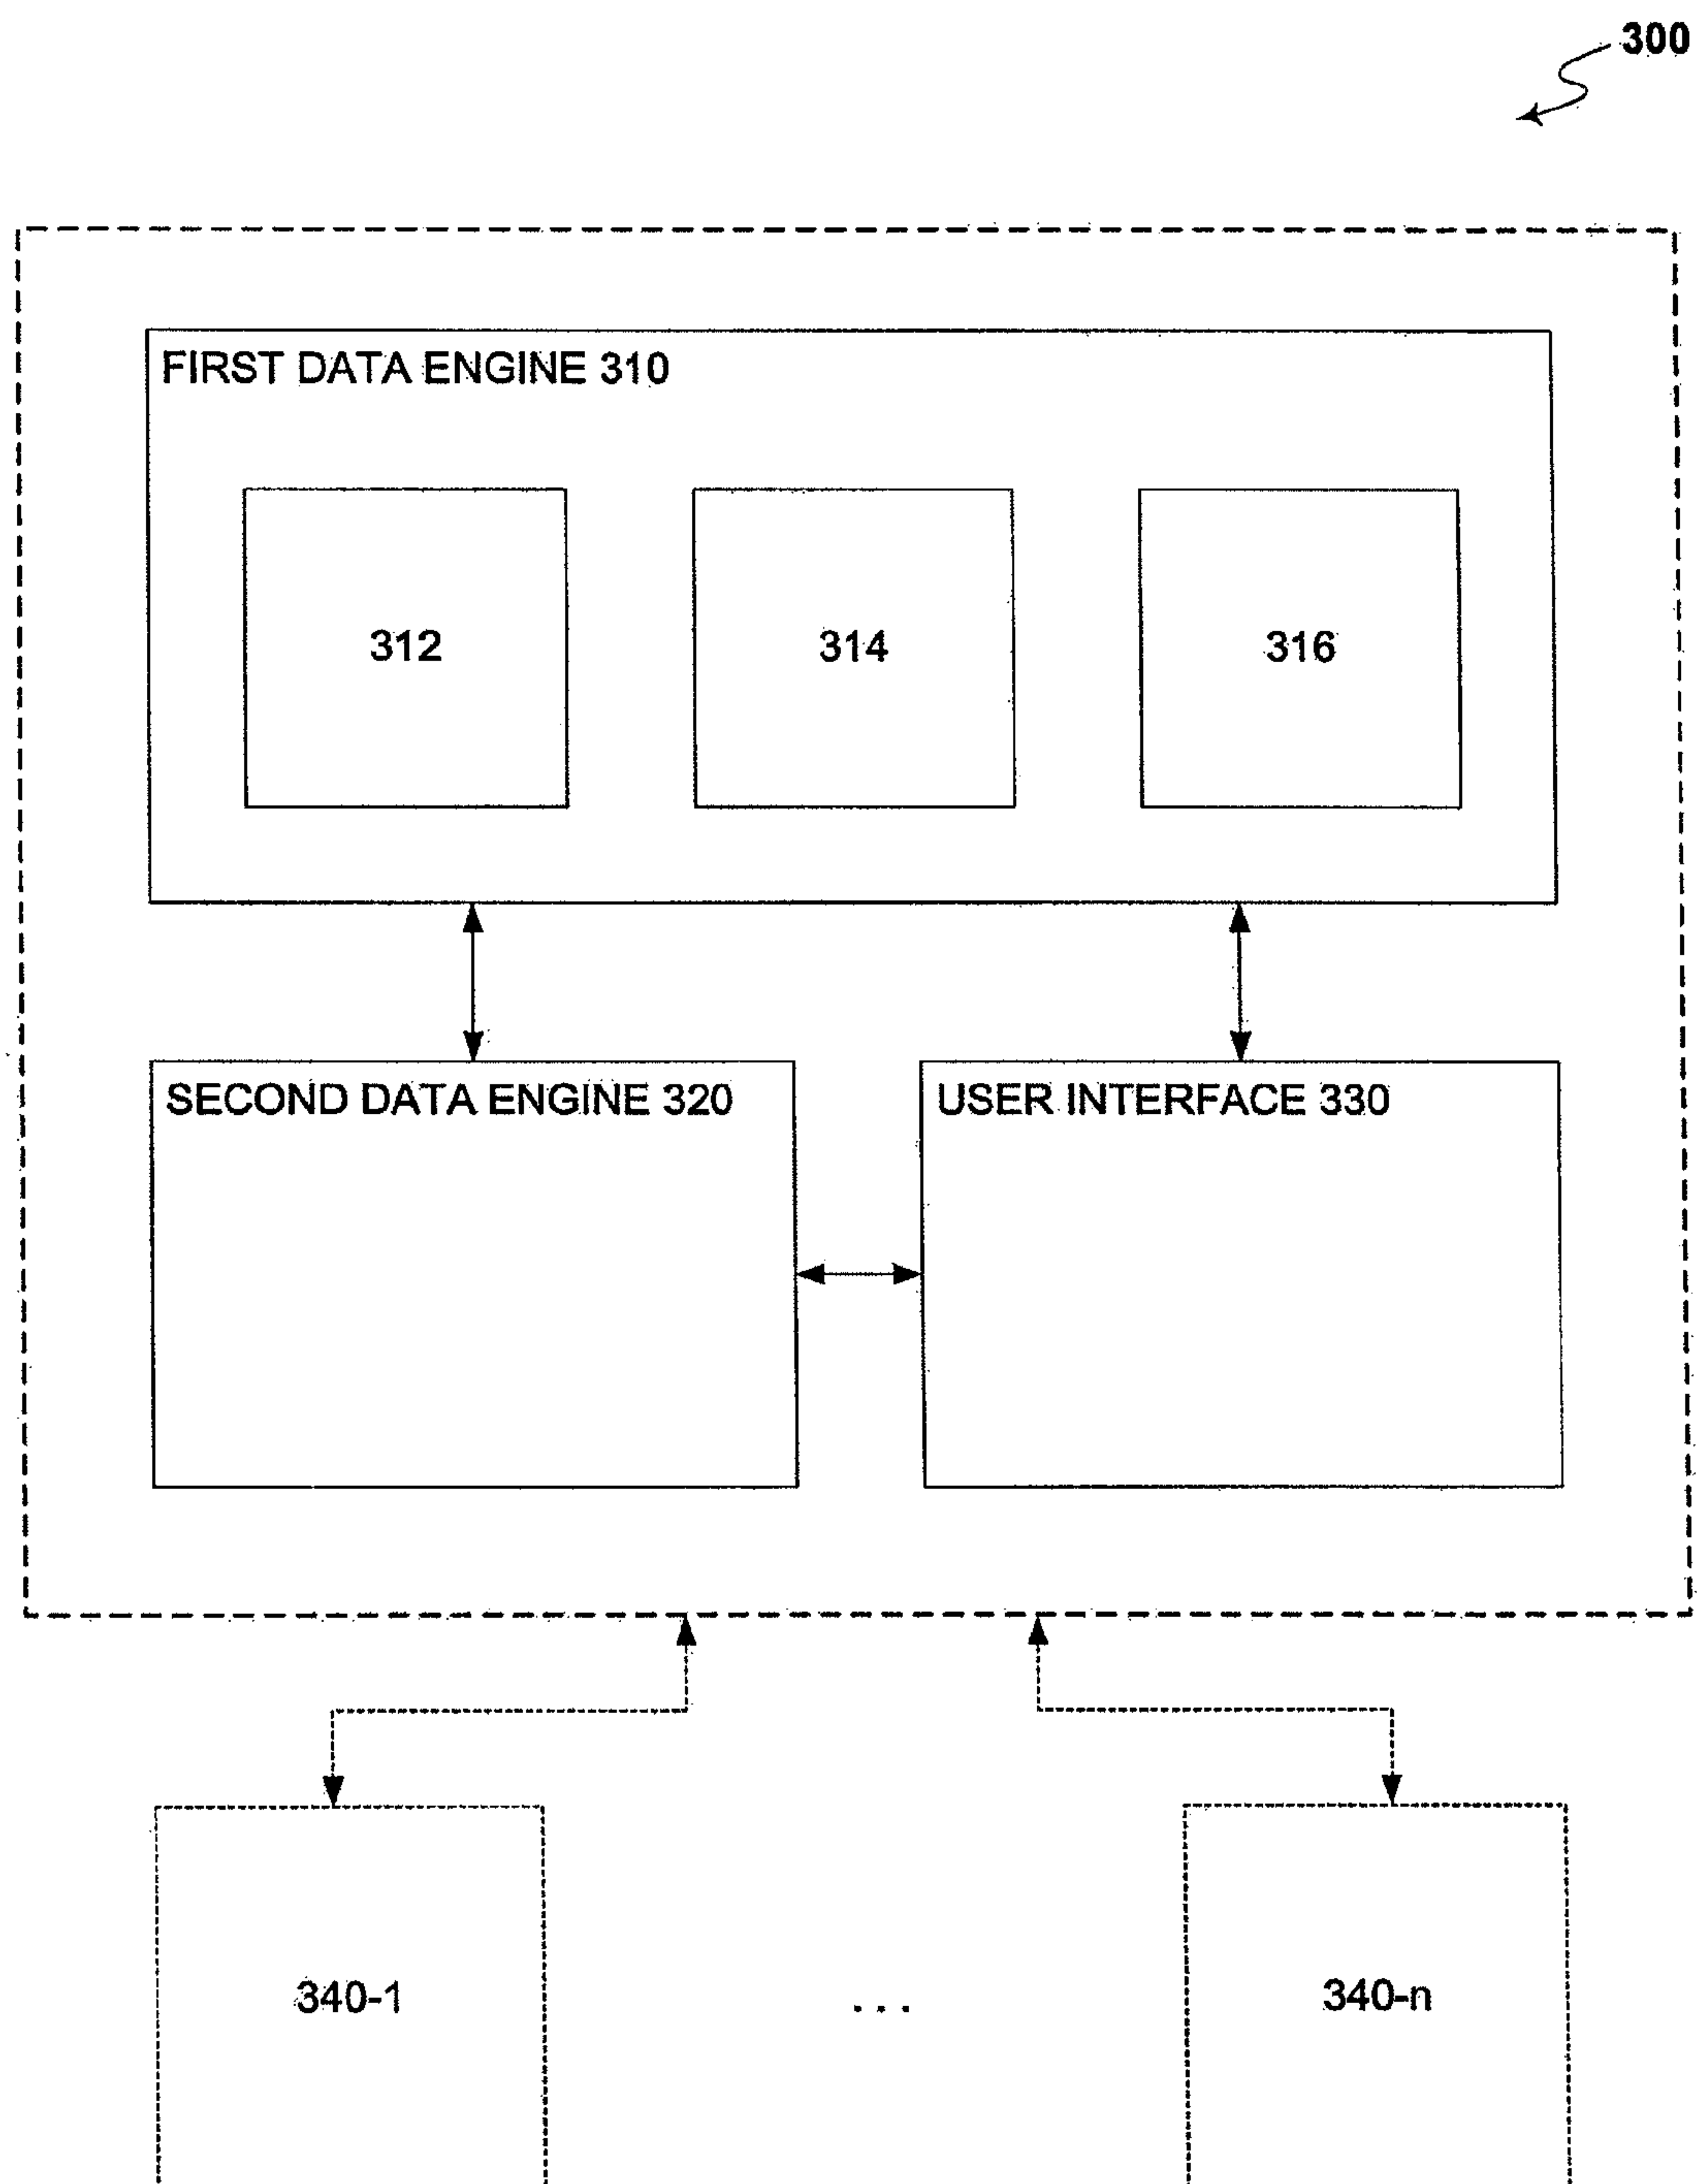 300
FIRST DATA ENGINE 310
312
314
316
SECOND DATA ENGINE 320
USER INTERFACE 330
340-1
...
340-n